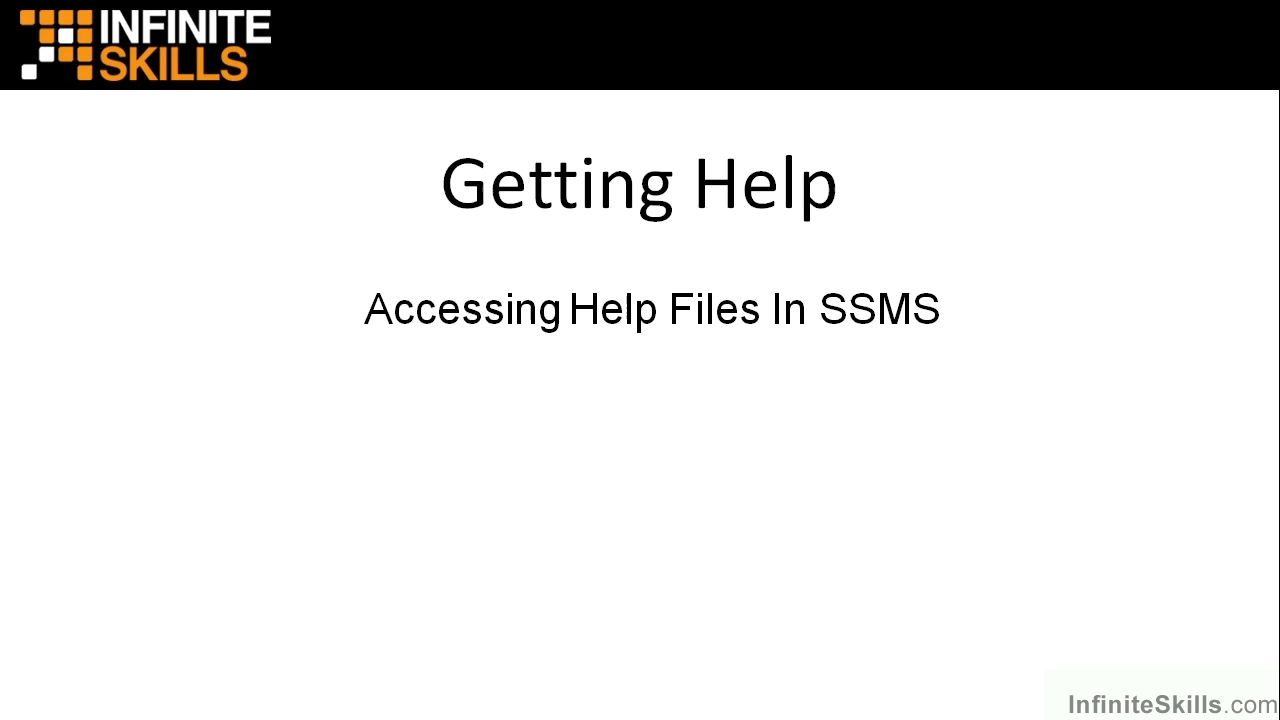 INFINITE
SKILLS
Getting Help
Accessing Help Files In SSMS
InfiniteSkills.com